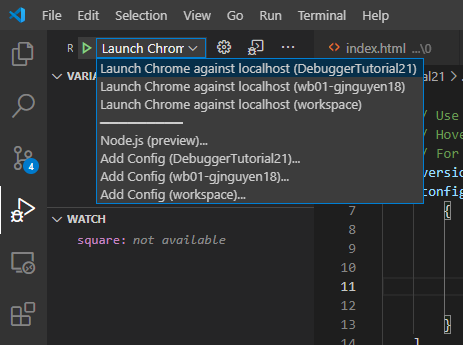 File Edit Selection View Go Run Terminal Help
R Launch Chrom index.html ...\0
VARIA
Launch Chrome against localhost (DebuggerTutorial21)
Launch Chrome against localhost (wb01-gjnguyen18)
Launch Chrome against localhost (workspace)
Node.js (preview)...
Add Config (DebuggerTutorial21)...
Add Config (wb01-gjnguyen18)...
Add Config (workspace)...
ial21
// Use
// Hove
// For
version
config
4
WATCH
square: not available
7 {
8
9
10
11
12
13 }
14 ]